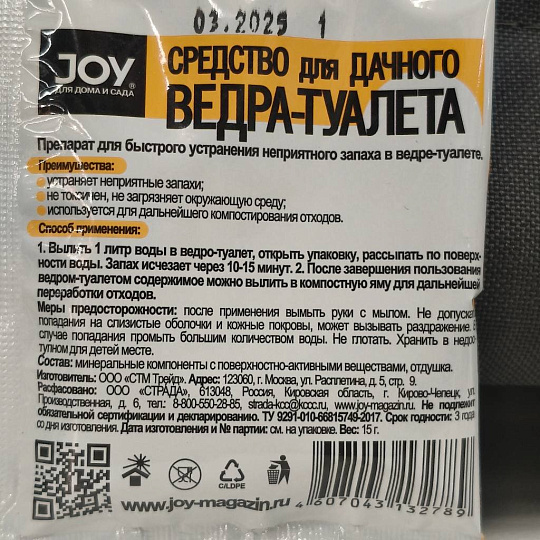 03.2025 1
JOY®
ДЛЯ ДОМА И САДА
СРЕДСТВО для ДАЧНОГО
ВЕДРА-ТУАЛЕТА
Препарат для быстрого устранения неприятного запаха в ведре-туалете.
Преимущества:
устраняет неприятные запахи;
не токсичен, не загрязняет окружающую среду;
используется для дальнейшего компостирования отходов.
Способ применения:
1. Вылить 1 литр воды в ведро-туалет, открыть упаковку, рассыпать по поверх-
ности воды. Запах исчезает через 10-15 минут. 2. После завершения пользования
ведром-туалетом содержимое можно вылить в компостную яму для дальнейшей
переработки отходов.
Меры предосторожности: после применения вымыть руки с мылом. Не допускать
попадания на слизистые оболочки и кожные покровы, может вызывать раздражение.
случае попадания промыть большим количеством воды. Не глотать. Хранить в недос-
тупном для детей месте.
Состав: минеральные компоненты с поверхностно-активными веществами, отдушка.
Изготовитель: ООО «СТМ Трейд». Адрес: 123060, г. Москва, ул. Расплетина, д. 5, стр. 9.
Расфасовано: ООО «СТРАДА», 613048, Россия, Кировская область, г. Кирово-Чепецк, ул.
Производственная, д. 6, тел.: 8-800-550-28-85, strada-kcc@kccc.ru, www.joy-magazin.ru. Не подлежит
обязательной сертификации и декларированию. ТУ 9291-010-66815749-2017. Срок годности: 3 года
со дня изготовления. Дата изготовления и № партии: см. на упаковке. Вес: 15 г.
C/LDPE
www.joy-magazin.ru
4 607043 132789